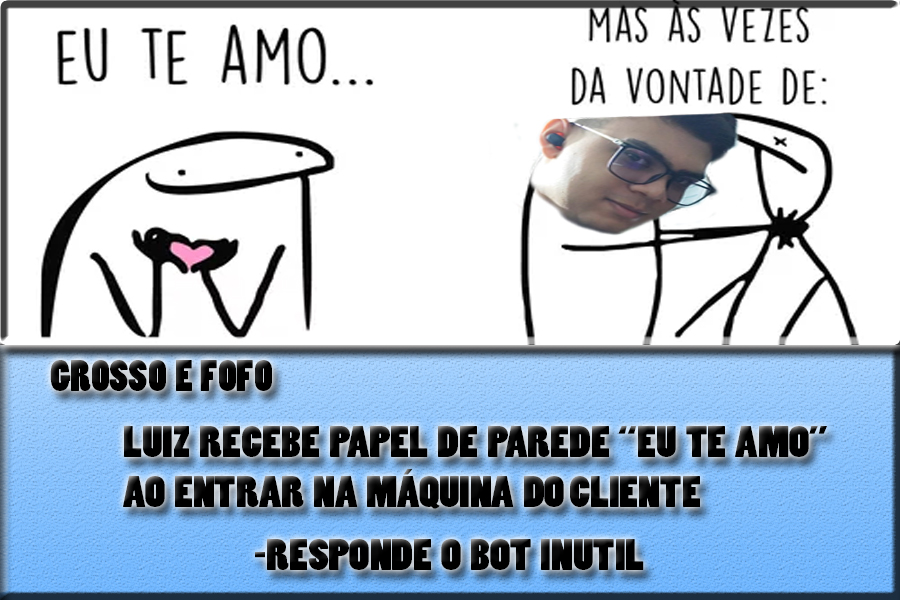 EU TE AMO...
MAS ÀS VEZES
DA VONTADE DE:
GROSSO E FOFO
LUIZ RECEBE PAPEL DE PAREDE "EU TE AMO"
AO ENTRAR NA MÁQUINA DO CLIENTE
-RESPONDE O BOT INUTIL